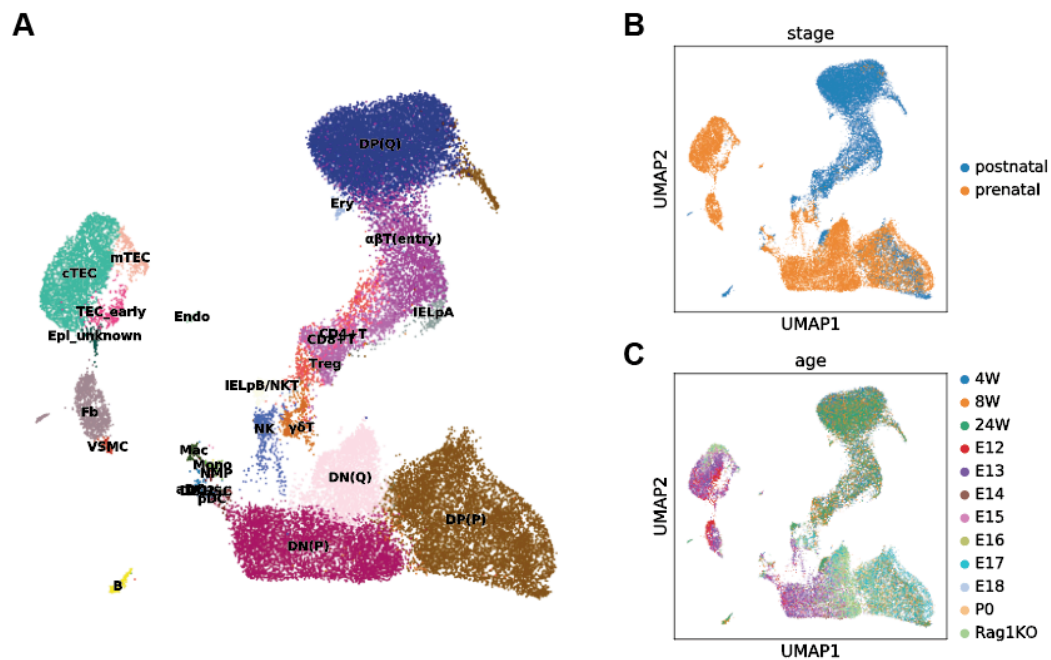 A
DP(Q)
Ery
αβT(entry)
mTEC
cTEC
TEC_early
Endo
IELpA
Epi_unknown
CD4+T
CD8+T
Treg
IELpB/NKT
Fb
NK
γδT
VSMC
Mac
Mono
NMP
pDC
DN(Q)
DP(P)
DN(P)
B
B
stage
UMAP2
UMAP1
postnatal
prenatal
C
age
UMAP2
UMAP1
4W
8W
24W
E12
E13
E14
E15
E16
E17
E18
P0
Rag1KO